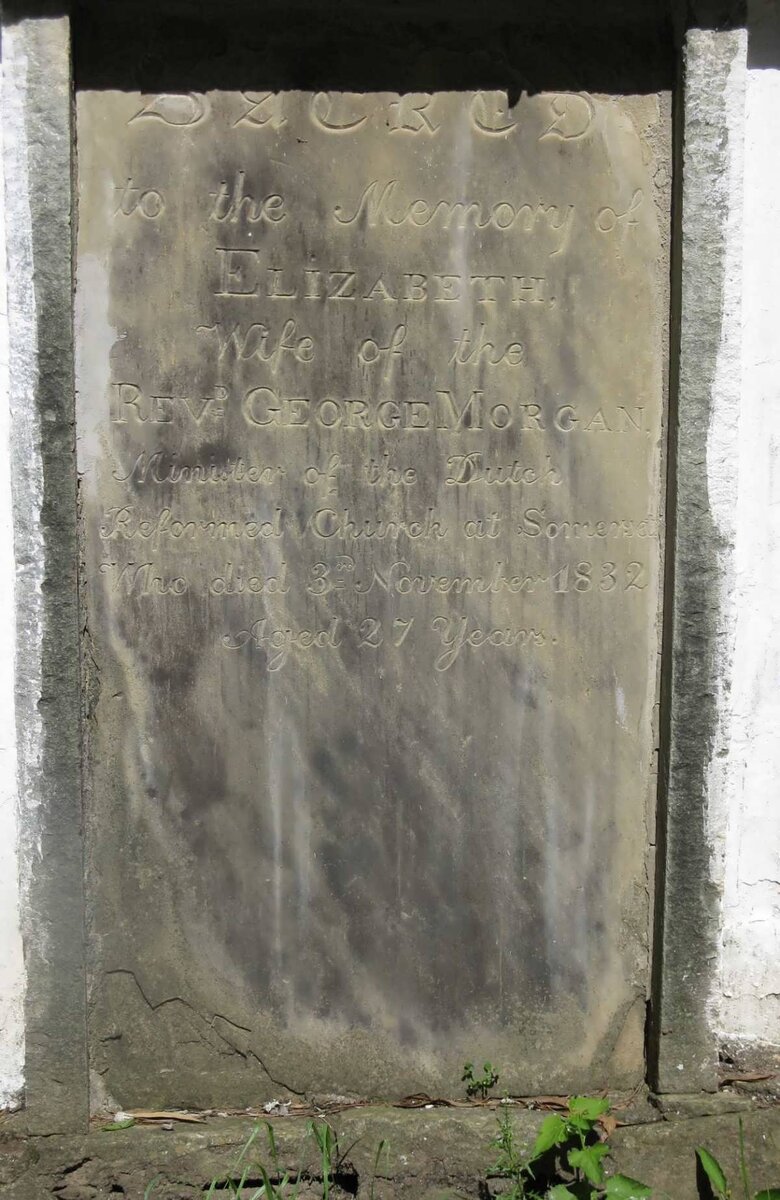 SACRED
to the Memory of
ELIZABETH,
Wife of the
REVD. GEORGE MORGAN.
Minister of the Dutch
Reformed Church at Somerset
Who died 3rd. November 1832
Aged 27 Years.